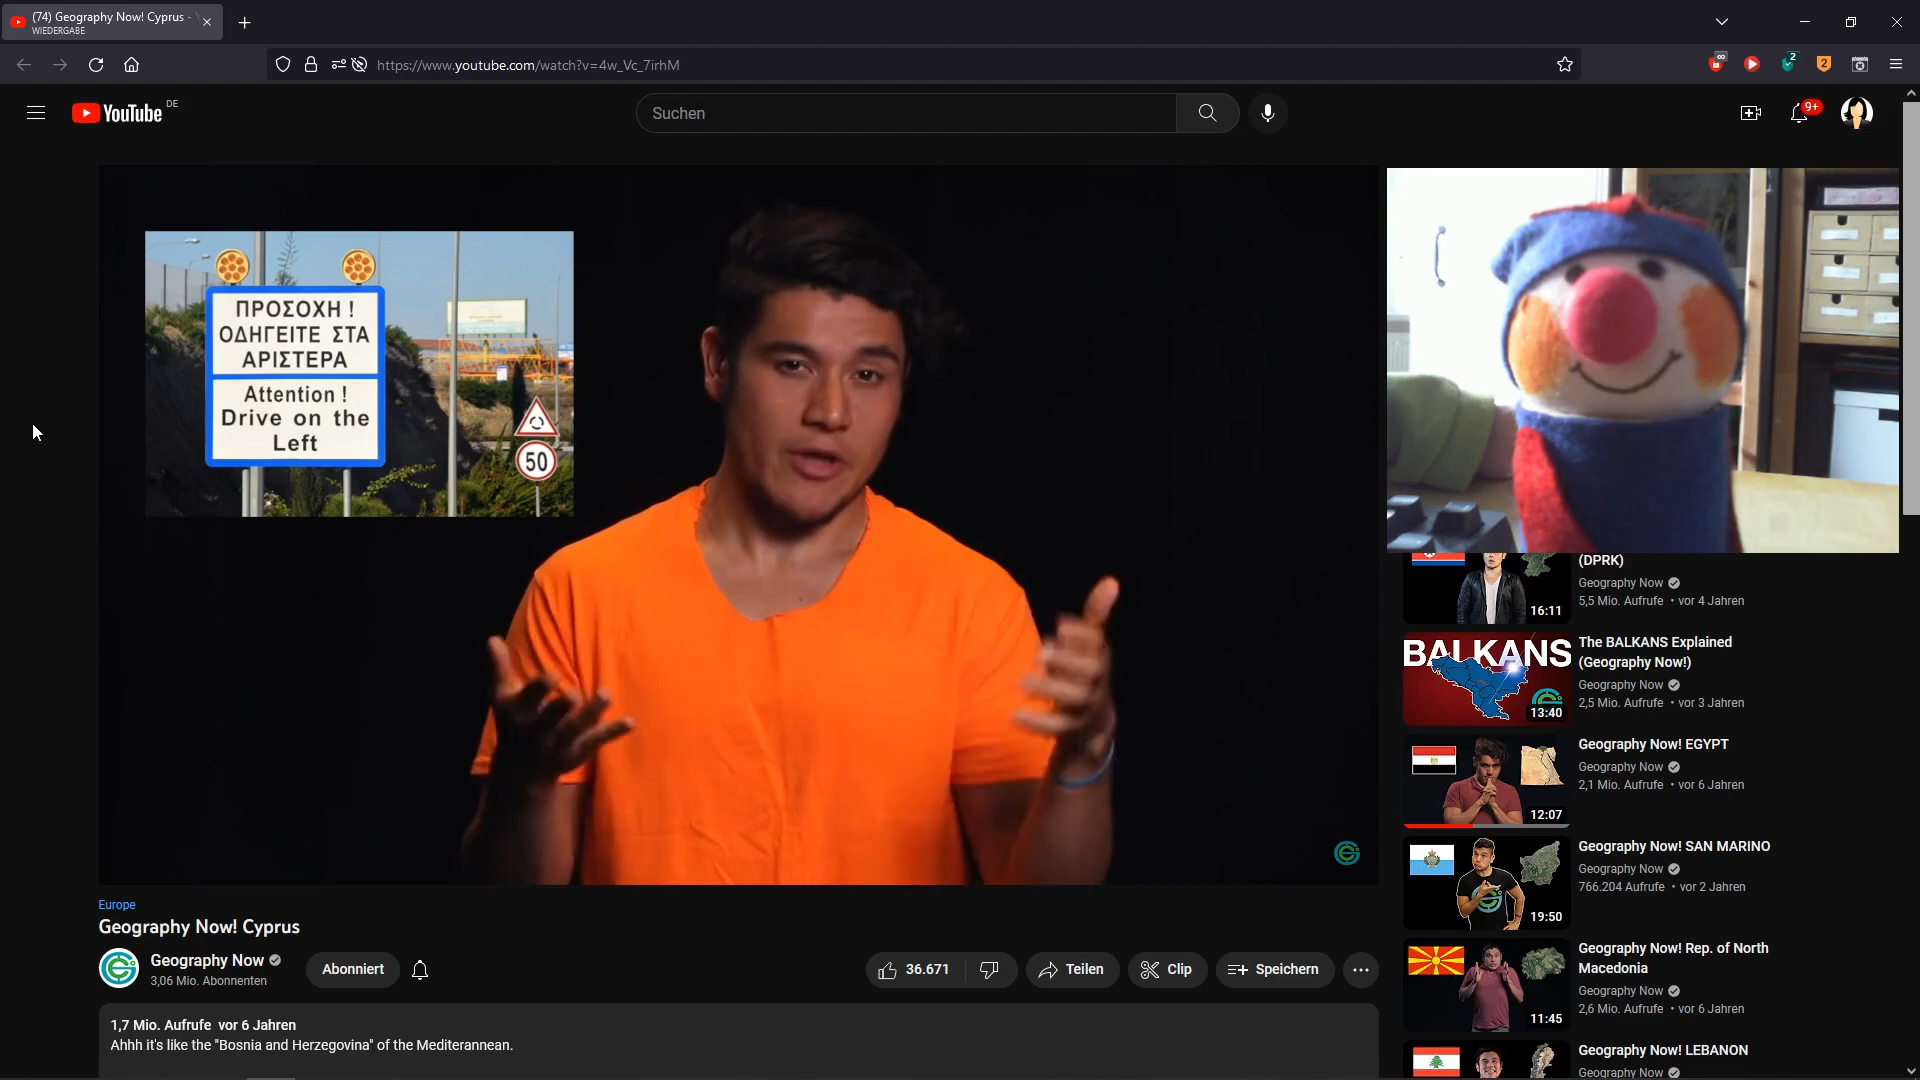 (74) Geography Now! Cyprus -
WIEDERGABE
https://www.youtube.com/watch?v=4w_Vc_7irhM
∞
2
2
YouTube DE
Suchen
9+
ΠΡΟΣΟΧΗ !
ΟΔΗΓΕΙΤΕ ΣΤΑ
ΑΡΙΣΤΕΡΑ
Attention !
Drive on the
Left
50
Europe
Geography Now! Cyprus
Geography Now
3,06 Mio. Abonnenten
Abonniert
36.671
Teilen
Clip
Speichern
1,7 Mio. Aufrufe vor 6 Jahren
Ahhh it's like the "Bosnia and Herzegovina" of the Mediterannean.
(DPRK)
Geography Now
5,5 Mio. Aufrufe • vor 4 Jahren
16:11
BALKANS
13:40
The BALKANS Explained
(Geography Now!)
Geography Now
2,5 Mio. Aufrufe • vor 3 Jahren
12:07
Geography Now! EGYPT
Geography Now
2,1 Mio. Aufrufe • vor 6 Jahren
19:50
Geography Now! SAN MARINO
Geography Now
766.204 Aufrufe • vor 2 Jahren
11:45
Geography Now! Rep. of North
Macedonia
Geography Now
2,6 Mio. Aufrufe • vor 6 Jahren
Geography Now! LEBANON
Geography Now